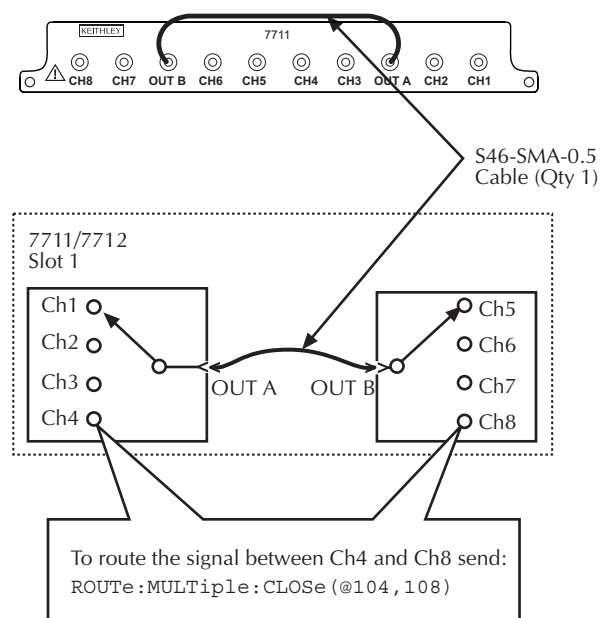 KEITHLEY
7711
CH8 CH7 OUT B CH6 CH5 CH4 CH3 OUT A CH2 CH1
S46-SMA-0.5
Cable (Qty 1)
7711/7712
Slot 1
Ch1
Ch2
Ch3
Ch4
OUT A
OUT B
Ch5
Ch6
Ch7
Ch8
To route the signal between Ch4 and Ch8 send:
ROUTe:MULTiple:CLOSe(@104,108)